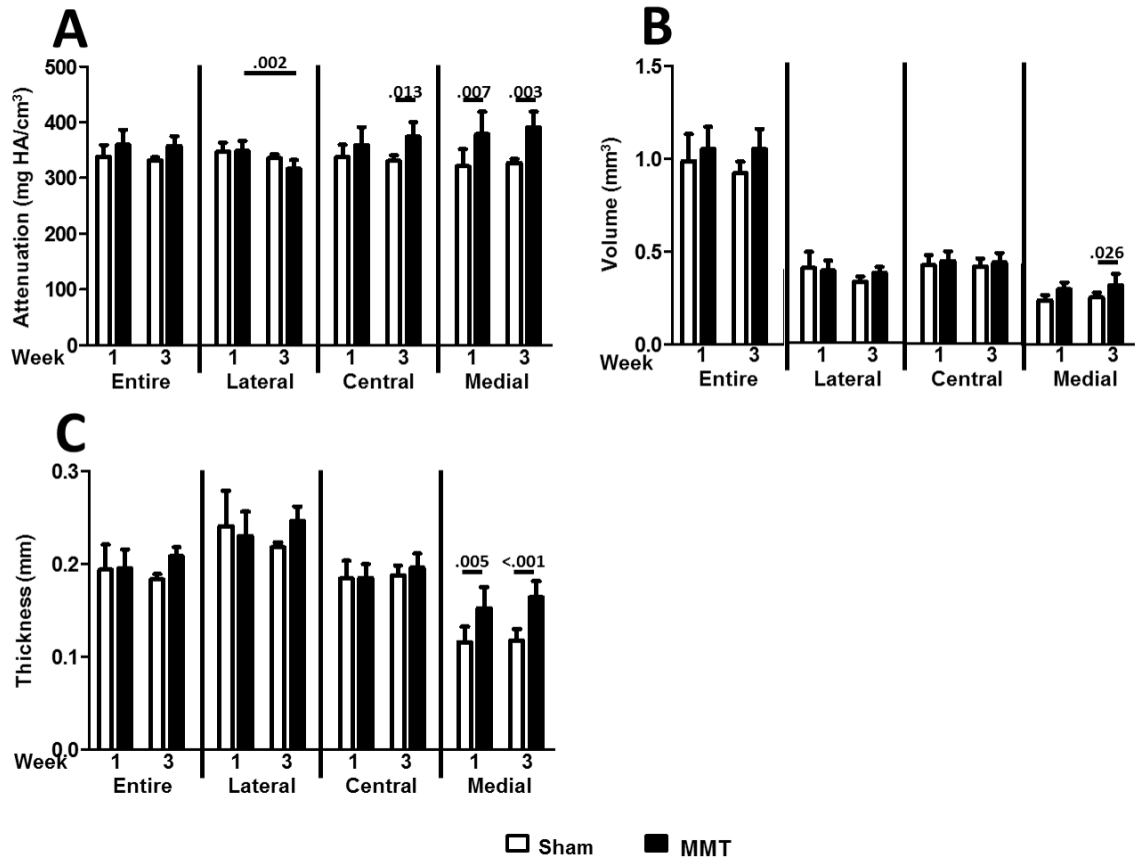 A
Attenuation (mg HA/cm³)
500
400
300
200
100
0
.002
.013
.007
.003
Week 1 3 1 3 1 3 1 3
Entire Lateral Central Medial
B
Volume (mm³)
1.5
1.0
0.5
0.0
.026
Week 1 3 1 3 1 3 1 3
Entire Lateral Central Medial
C
Thickness (mm)
0.3
0.2
0.1
0.0
.005
<.001
Week 1 3 1 3 1 3 1 3
Entire Lateral Central Medial
Sham MMT